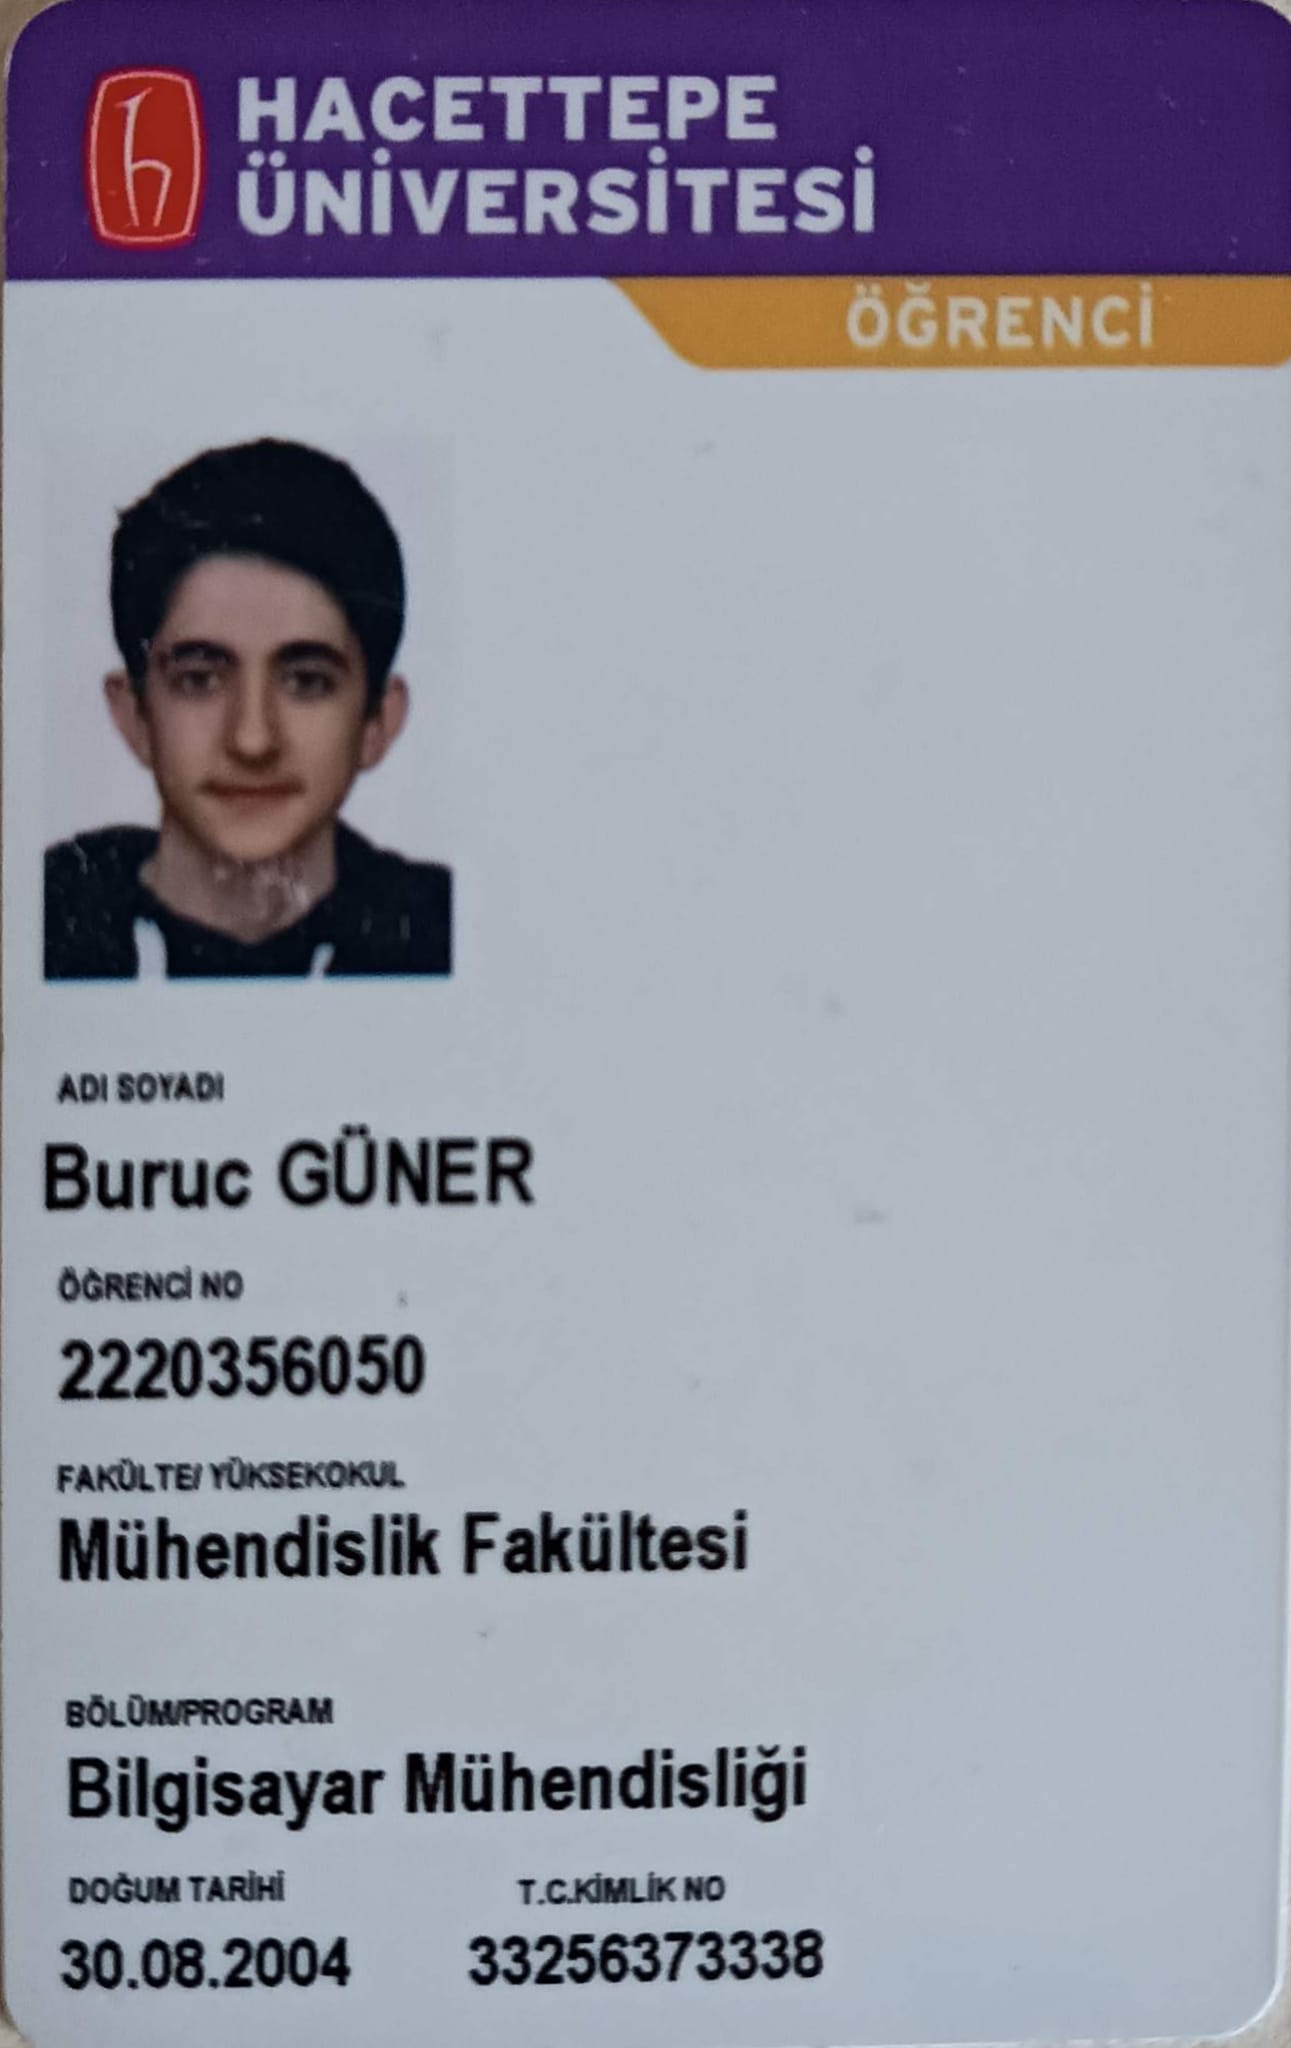 HACETTEPE
ÜNİVERSİTESİ
ÖĞRENCİ
ADI SOYADI
Buruc GÜNER
ÖĞRENCİ NO
2220356050
FAKÜLTE/ YÜKSEKOKUL
Mühendislik Fakültesi
BÖLÜM/PROGRAM
Bilgisayar Mühendisliği
DOĞUM TARİHİ T.C.KİMLİK NO
30.08.2004 33256373338